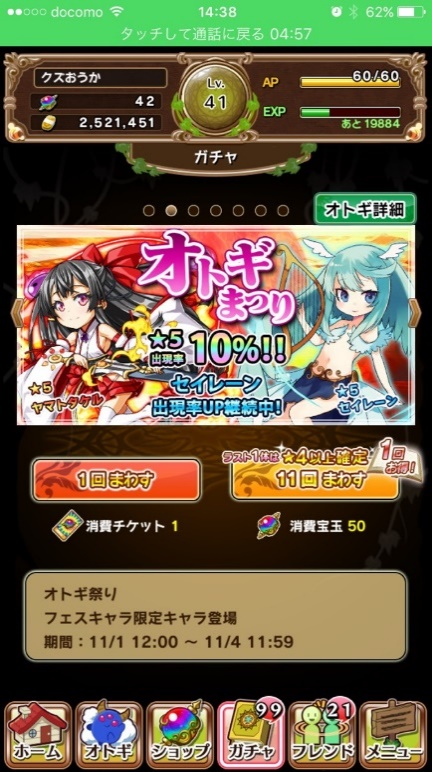 docomo 14:38 62%
タッチして通話に戻る 04:57
クズおうか
42
2,521,451
Lv.
41
AP 60/60
EXP
あと19884
ガチャ
オトギ詳細
オトギ
まつり
★5
出現率 10%!!
セイレーン
出現率UP継続中!
★5
ヤマトタケル
★5
セイレーン
1回まわす
ラスト1体は★4以上確定
11回まわす
1回
お得!
消費チケット 1
消費宝玉 50
オトギ祭り
フェスキャラ限定キャラ登場
期間：11/1 12:00 ～ 11/4 11:59
99
21
ホーム オトギ ショップ ガチャ フレンド メニュー